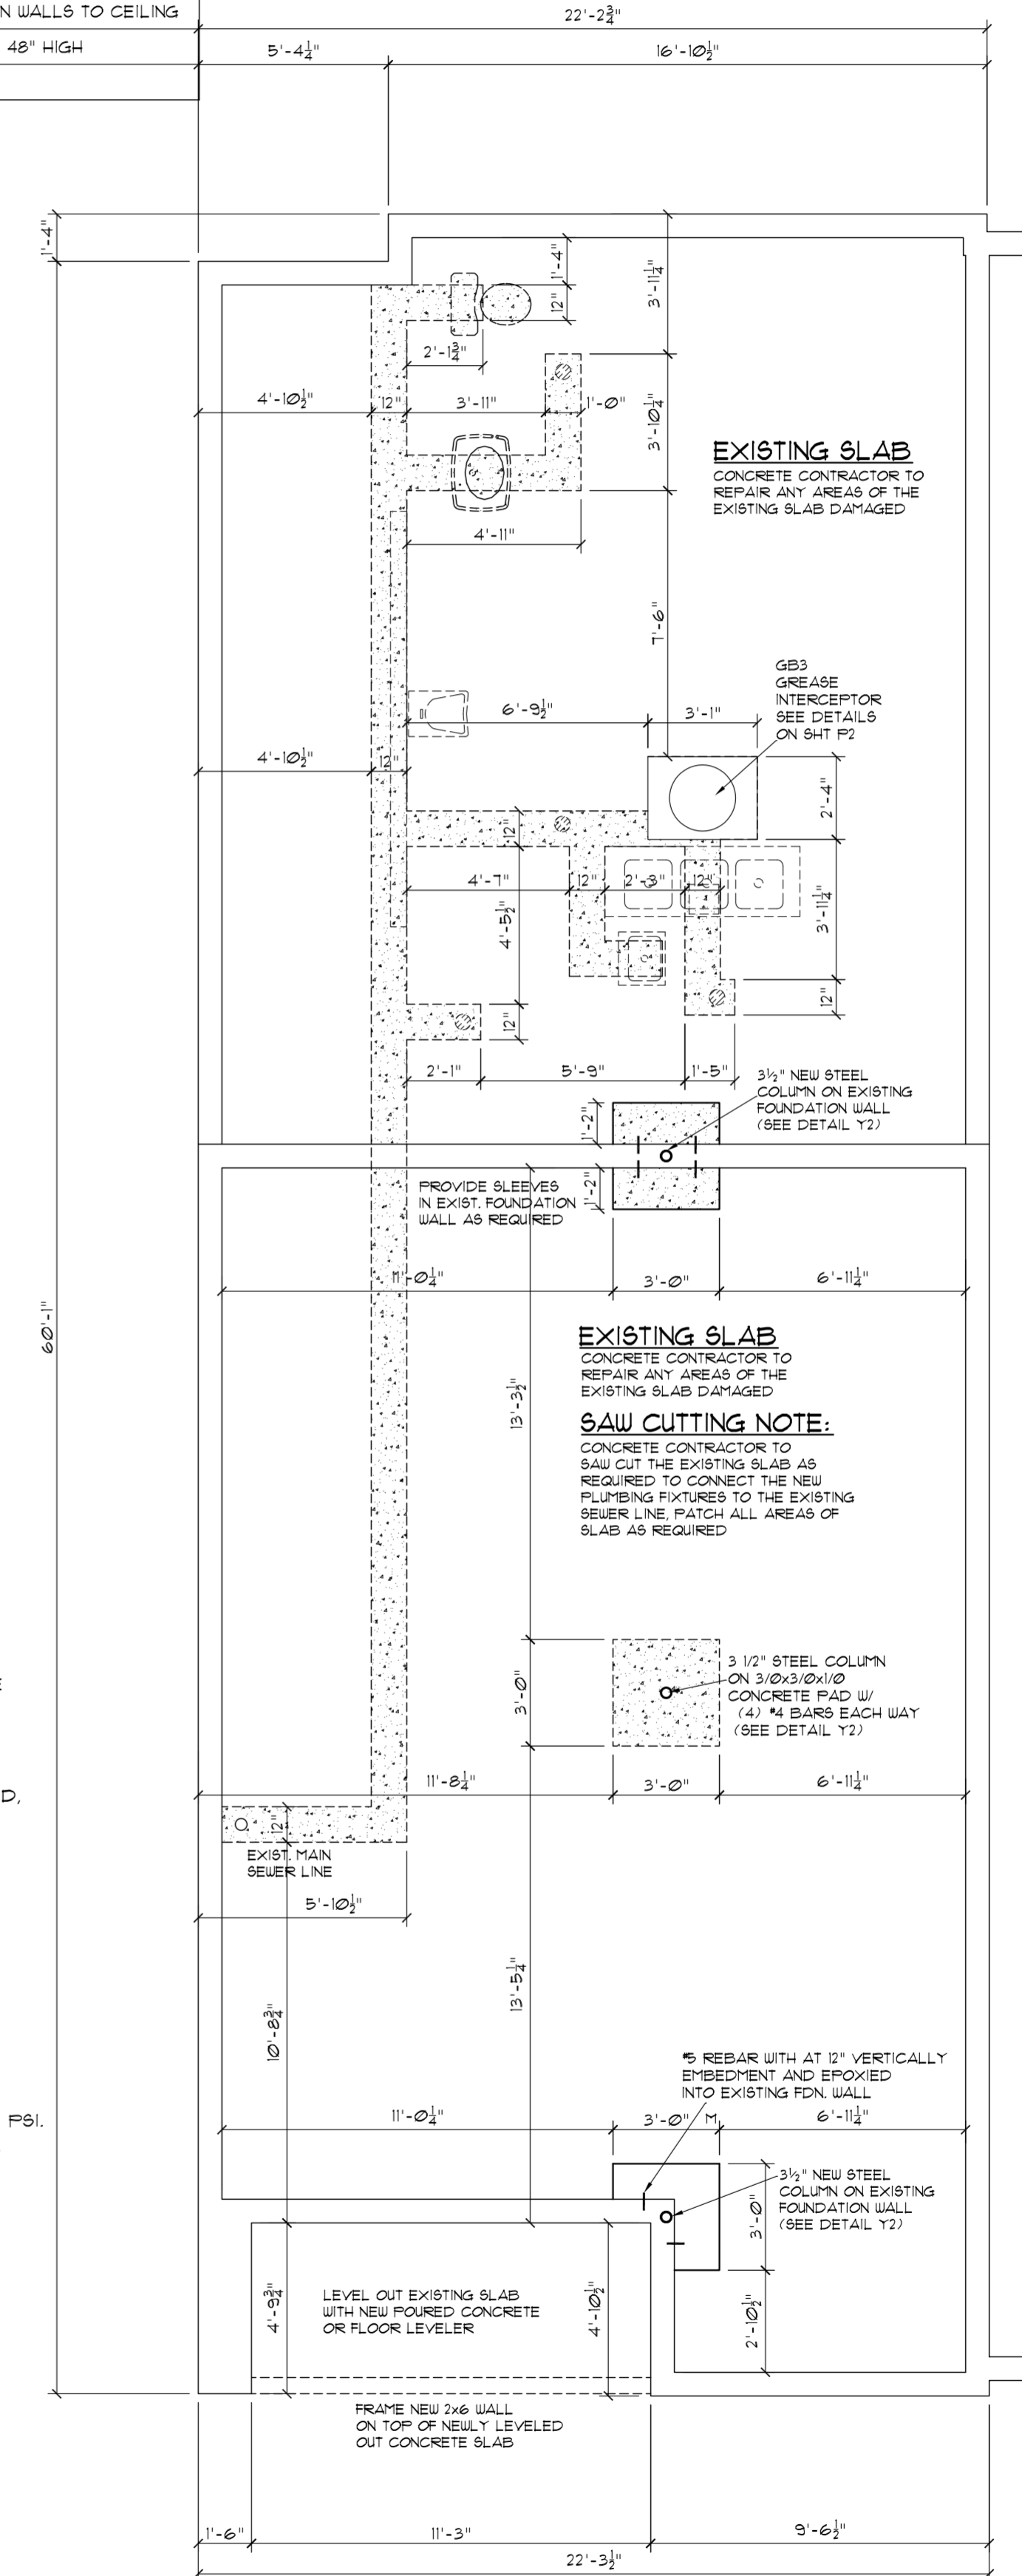 N WALLS TO CEILING
48" HIGH
22'-2¾"
5'-4¼"
16'-10½"
1'-4"
1'-4"
12"
3'-11¼"
2'-1¾"
4'-10½"
12"
3'-11"
1'-0"
3'-10¼"
EXISTING SLAB
CONCRETE CONTRACTOR TO
REPAIR ANY AREAS OF THE
EXISTING SLAB DAMAGED
4'-11"
7'-6"
GB3
GREASE
INTERCEPTOR
SEE DETAILS
ON SHT P2
6'-9½"
3'-1"
4'-10½"
12"
2'-4"
12"
4'-7"
12"
2'-3"
12"
4'-5½"
3'-11¼"
12"
12"
2'-1"
5'-9"
1'-5"
3½" NEW STEEL
COLUMN ON EXISTING
FOUNDATION WALL
(SEE DETAIL Y2)
1'-2"
1'-2"
PROVIDE SLEEVES
IN EXIST. FOUNDATION
WALL AS REQUIRED
11'-0¼"
3'-0"
6'-11¼"
60'-1"
EXISTING SLAB
CONCRETE CONTRACTOR TO
REPAIR ANY AREAS OF THE
EXISTING SLAB DAMAGED
13'-3½"
SAW CUTTING NOTE:
CONCRETE CONTRACTOR TO
SAW CUT THE EXISTING SLAB AS
REQUIRED TO CONNECT THE NEW
PLUMBING FIXTURES TO THE EXISTING
SEWER LINE, PATCH ALL AREAS OF
SLAB AS REQUIRED
E
3'-0"
3 1/2" STEEL COLUMN
ON 3/0x3/0x1/0
CONCRETE PAD W/
(4) #4 BARS EACH WAY
(SEE DETAIL Y2)
D,
11'-8¼"
3'-0"
6'-11¼"
12"
EXIST. MAIN
SEWER LINE
5'-10½"
13'-5¼"
10'-8¾"
#5 REBAR WITH AT 12" VERTICALLY
EMBEDMENT AND EPOXIED
INTO EXISTING FDN. WALL
PSI.
11'-0¼"
3'-0"
M
6'-11¼"
3½" NEW STEEL
COLUMN ON EXISTING
FOUNDATION WALL
(SEE DETAIL Y2)
3'-0"
4'-9¾"
LEVEL OUT EXISTING SLAB
WITH NEW POURED CONCRETE
OR FLOOR LEVELER
4'-10½"
2'-10½"
FRAME NEW 2x6 WALL
ON TOP OF NEWLY LEVELED
OUT CONCRETE SLAB
1'-6"
11'-3"
9'-6½"
22'-3½"